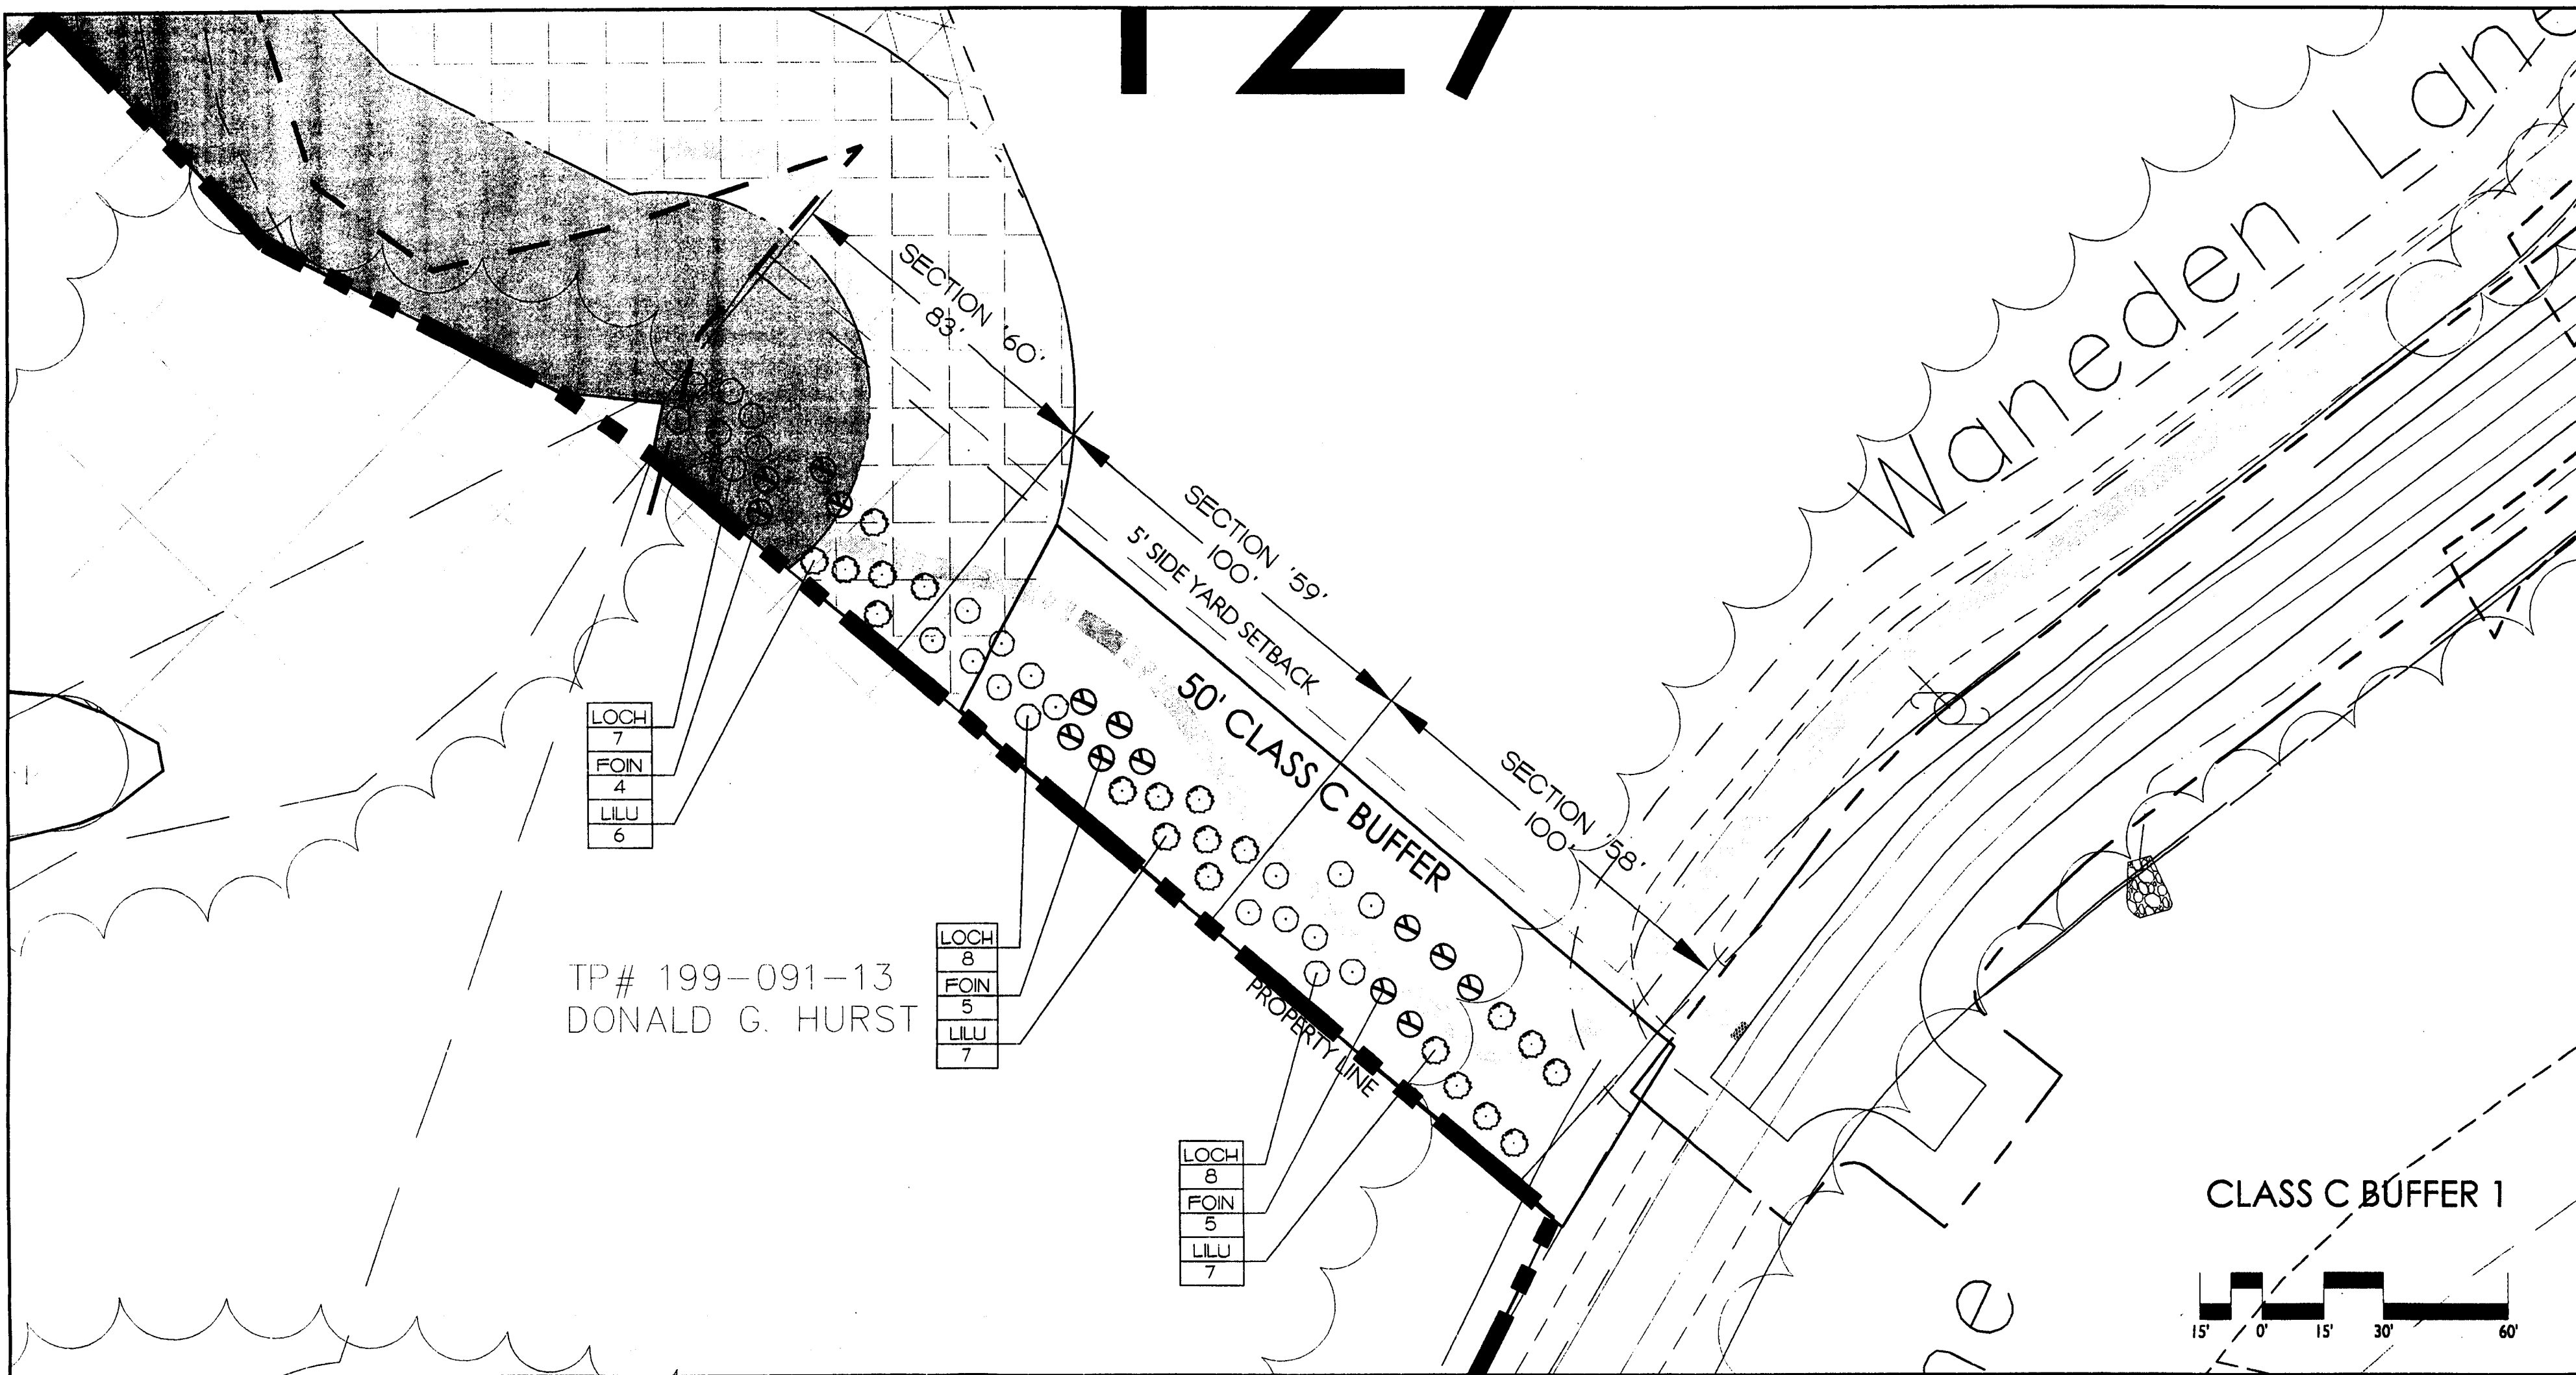 127
Waneden Lane
SECTION '60'
83'
SECTION '59'
100'
5' SIDE YARD SETBACK
50' CLASS C BUFFER
SECTION '58'
100'
LOCH
7
FOIN
4
LILU
6
LOCH
8
FOIN
5
LILU
7
TP# 199-091-13
DONALD G. HURST
PROPERTY LINE
LOCH
8
FOIN
5
LILU
7
CLASS C BUFFER 1
15' 0' 15' 30' 60'
ne